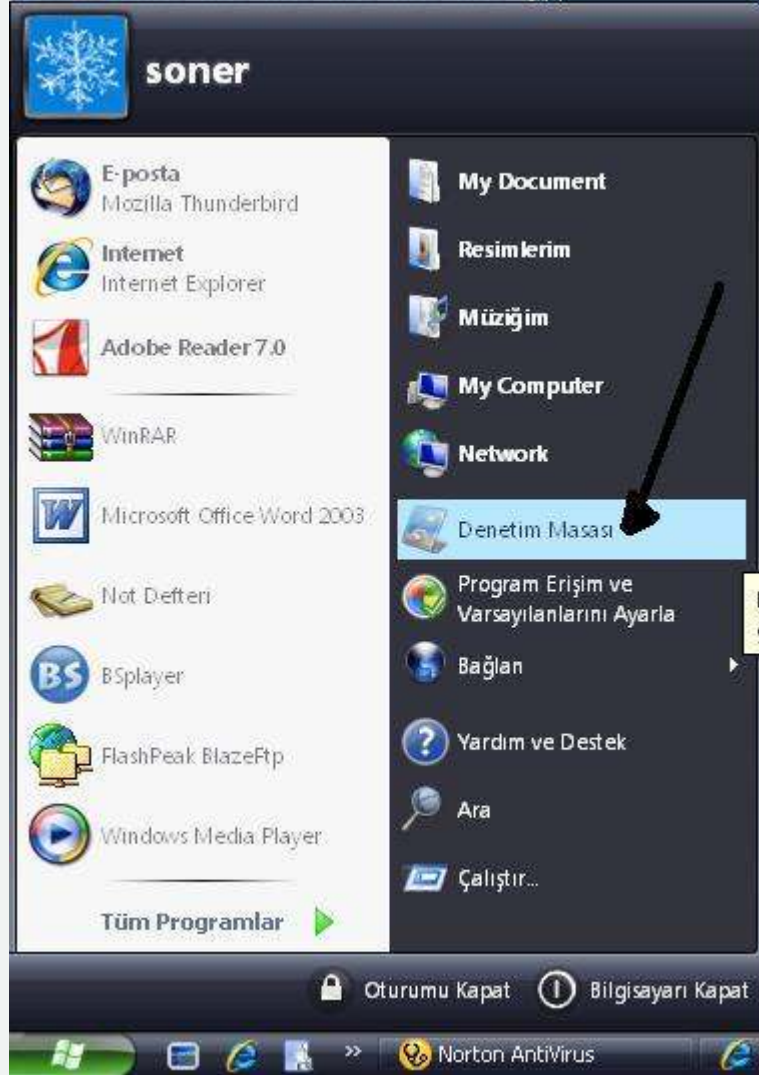 soner
E-posta
Mozilla Thunderbird
Internet
Internet Explorer
Adobe Reader 7.0
WinRAR
Microsoft Office Word 2003
Not Defteri
BSplayer
FlashPeak BlazeFtp
Windows Media Player
Tüm Programlar
My Document
Resimlerim
Müziğim
My Computer
Network
Denetim Masası
Program Erişim ve
Varsayılanlarını Ayarla
Bağlan
Yardım ve Destek
Ara
Çalıştır...
Oturumu Kapat
Bilgisayarı Kapat
Norton AntiVirus